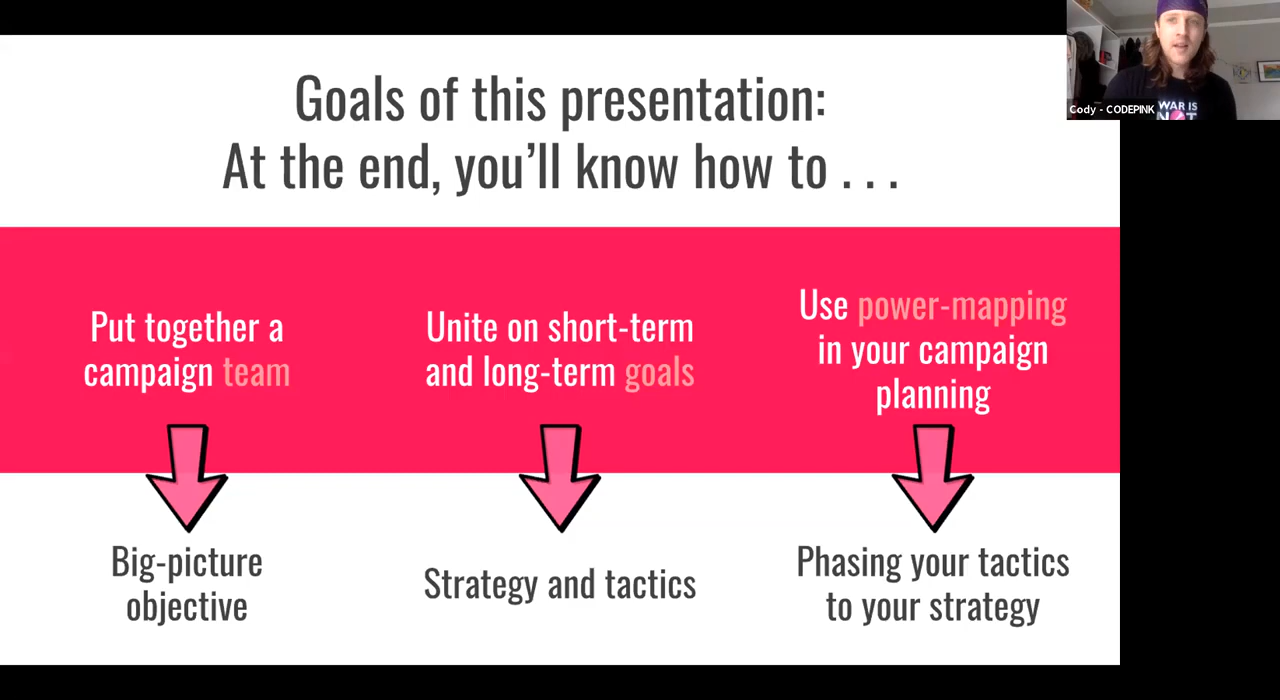 Goals of this presentation:
At the end, you’ll know how to . . .
Put together a
campaign team
Unite on short-term
and long-term goals
Use power-mapping
in your campaign
planning
Big-picture
objective
Strategy and tactics
Phasing your tactics
to your strategy
Cody - CODEPINK
WAR IS
NOT